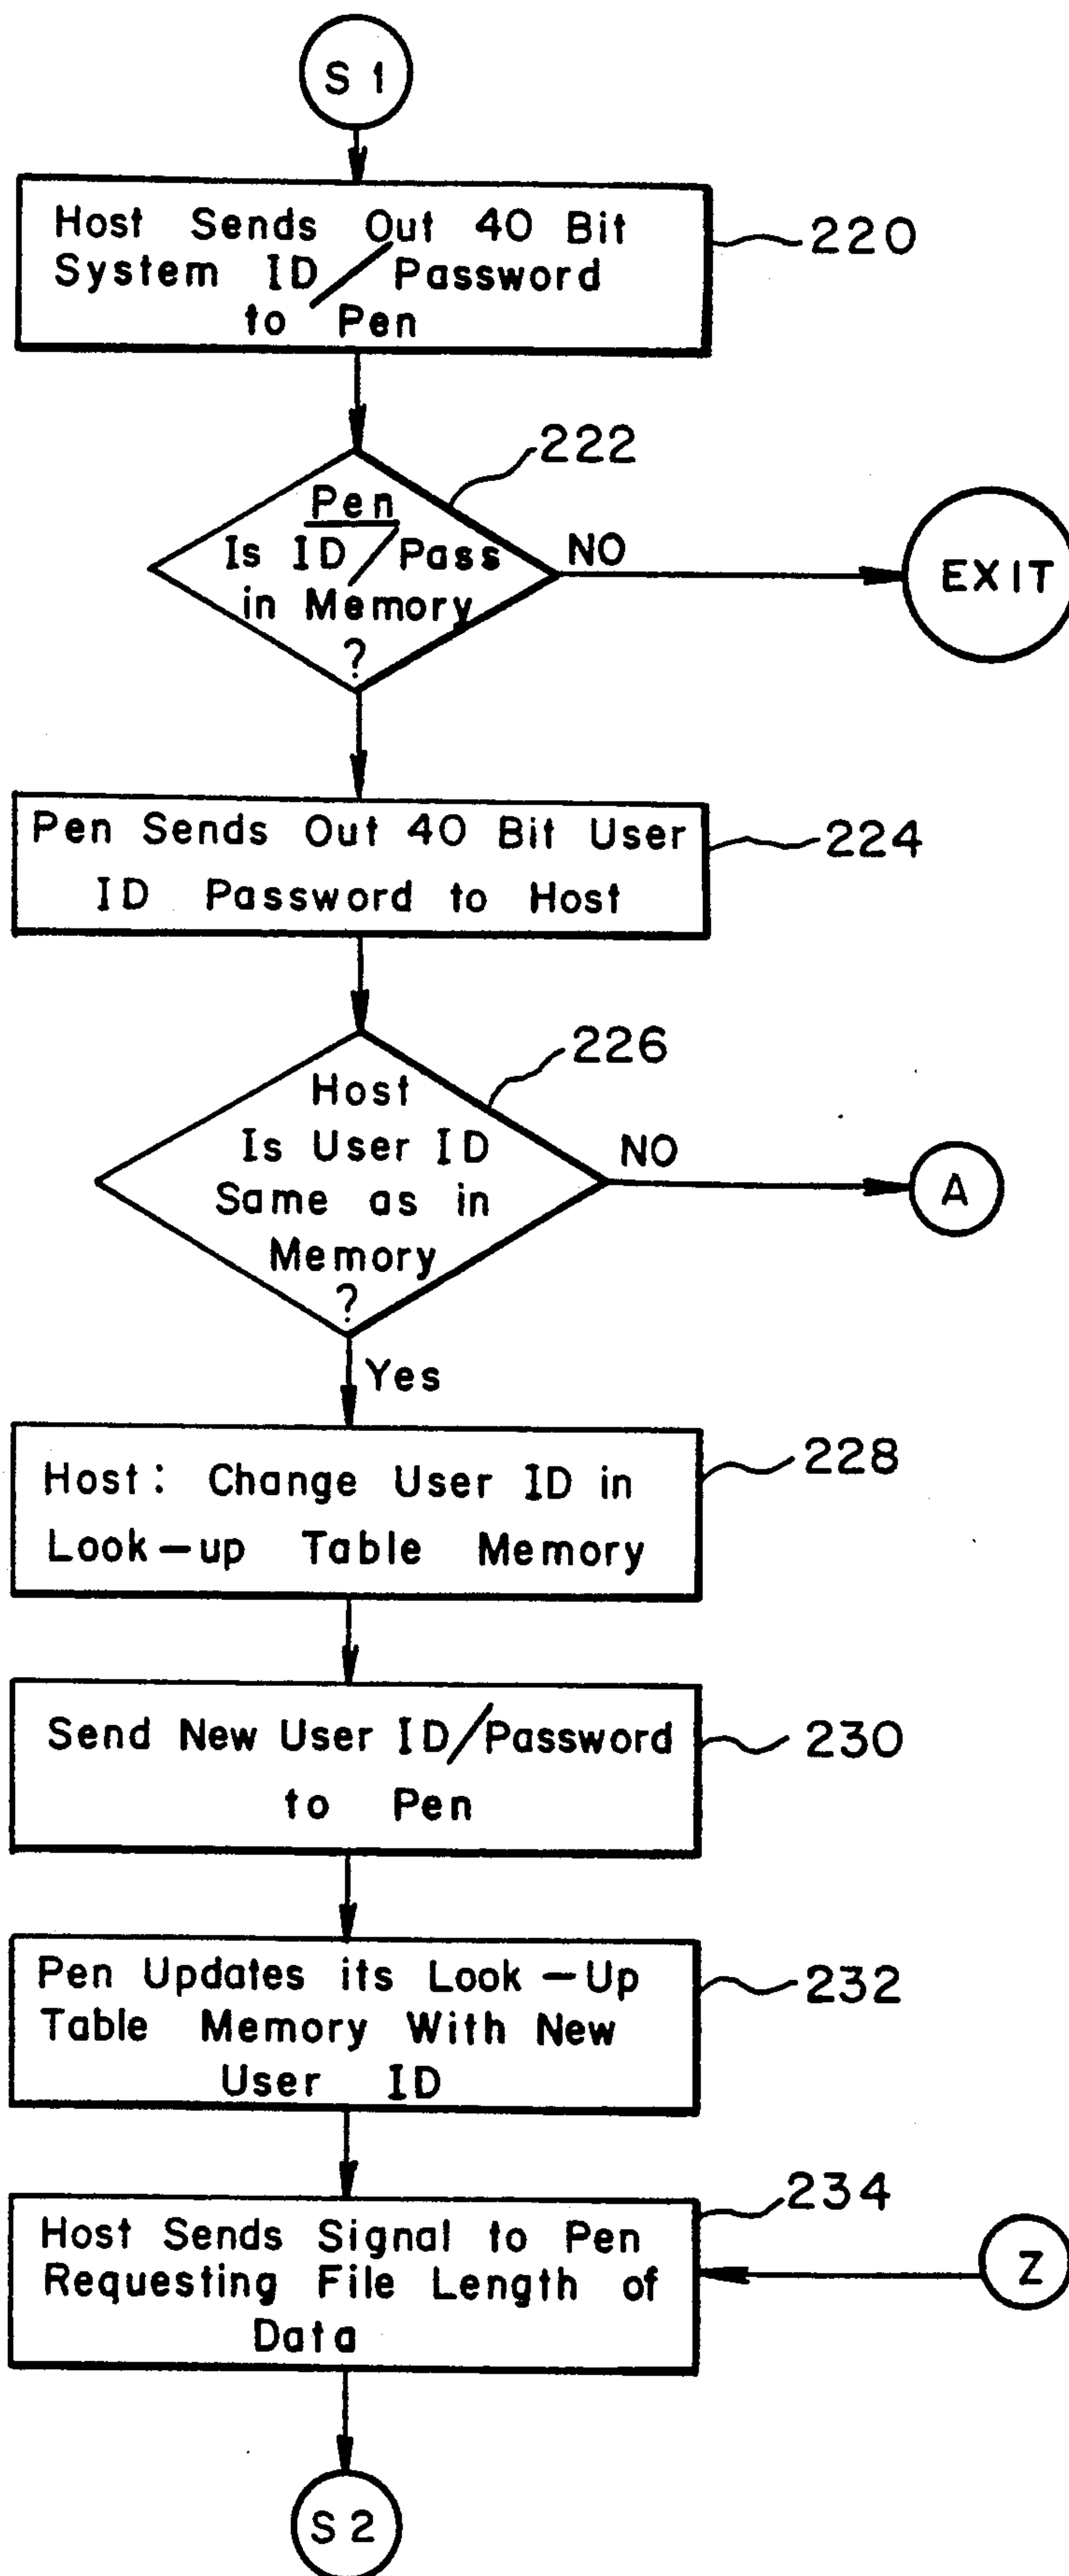 S1
Host Sends Out 40 Bit
System ID/Password
to Pen
220
222
Pen
Is ID/Pass
in Memory
?
NO
EXIT
Pen Sends Out 40 Bit User
ID Password to Host
224
226
Host
Is User ID
Same as in
Memory
?
NO
A
Yes
Host: Change User ID in
Look-up Table Memory
228
Send New User ID/Password
to Pen
230
Pen Updates its Look-Up
Table Memory With New
User ID
232
234
Host Sends Signal to Pen
Requesting File Length of
Data
Z
S2